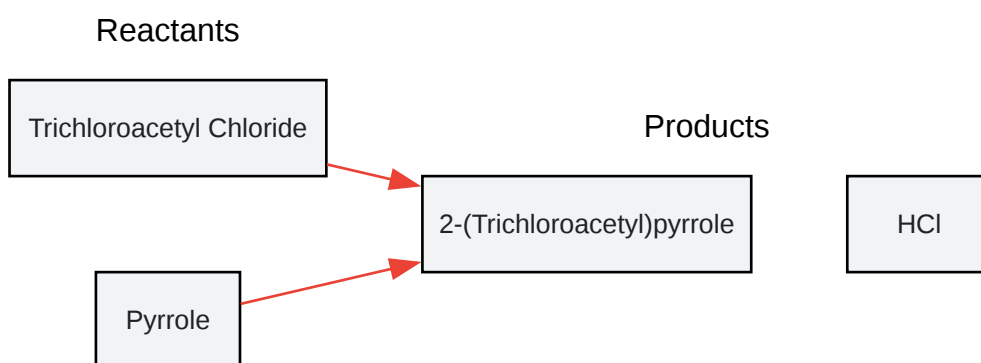 Reactants
Trichloroacetyl Chloride
Products
2-(Trichloroacetyl)pyrrole
HCl
Pyrrole